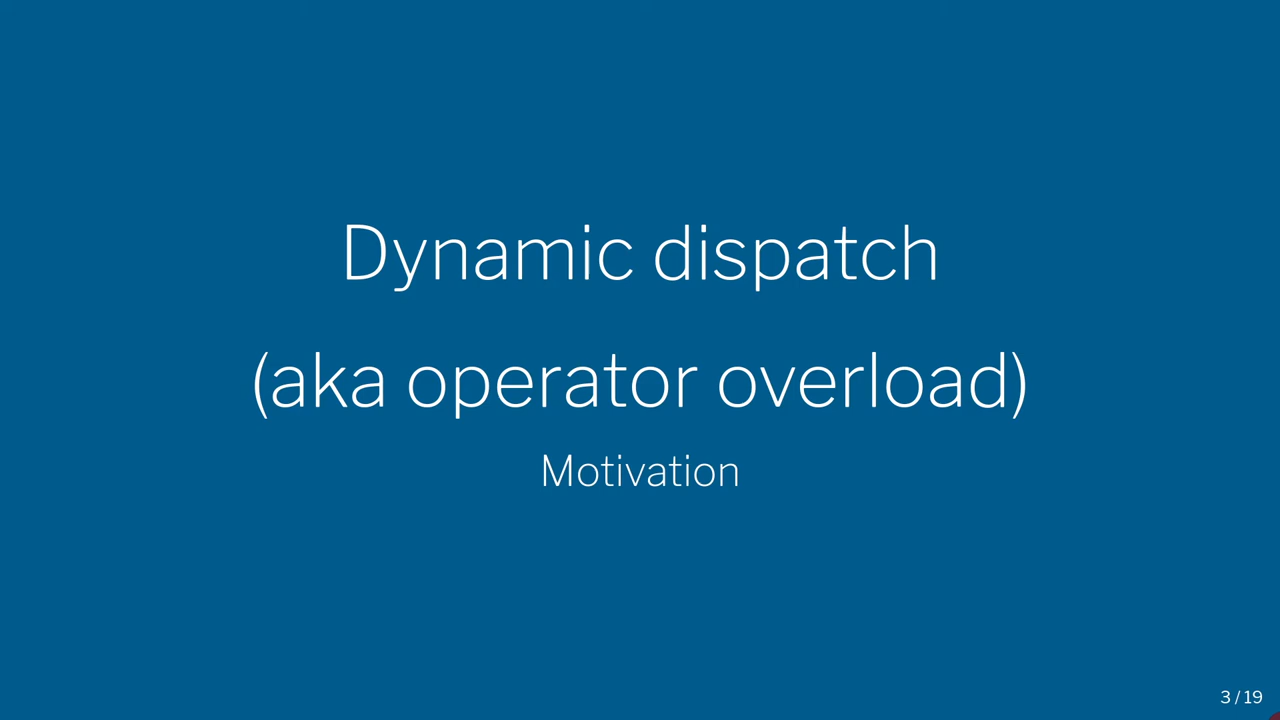 Dynamic dispatch
(aka operator overload)
Motivation
3 / 19